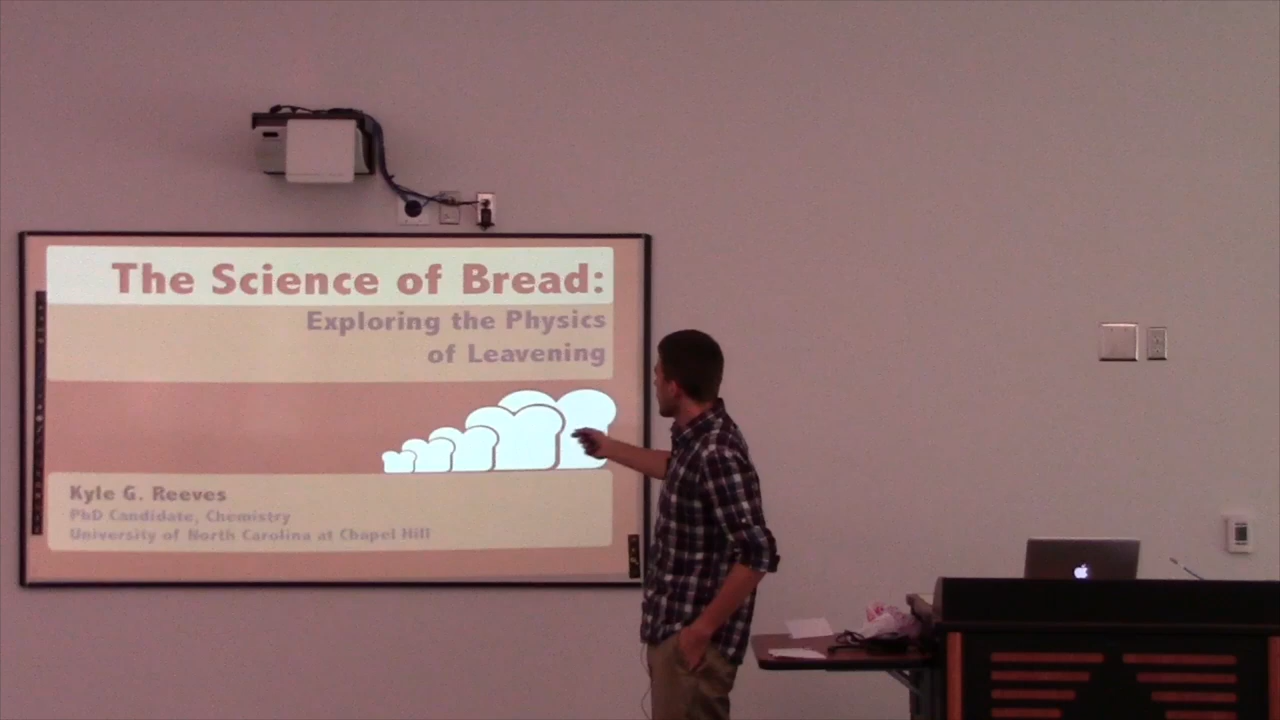 The Science of Bread:
Exploring the Physics
of Leavening
Kyle G. Reeves
PhD Candidate, Chemistry
University of North Carolina at Chapel Hill